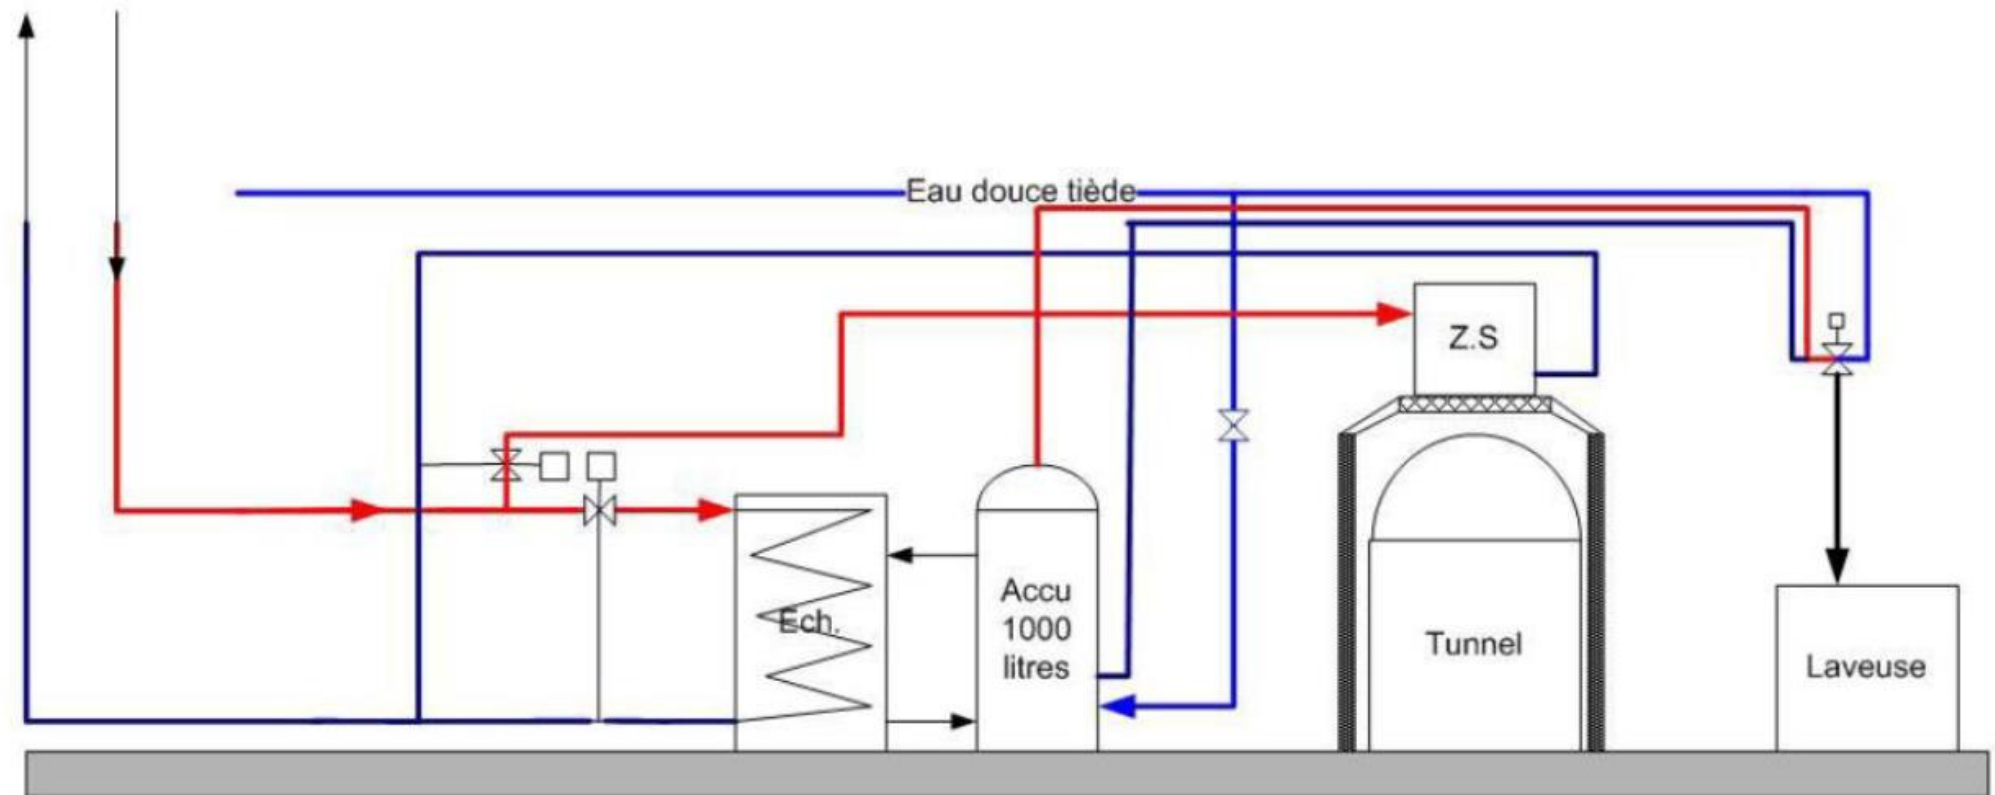 Eau douce tiède
Z.S
Ech.
Accu
1000
litres
Tunnel
Laveuse